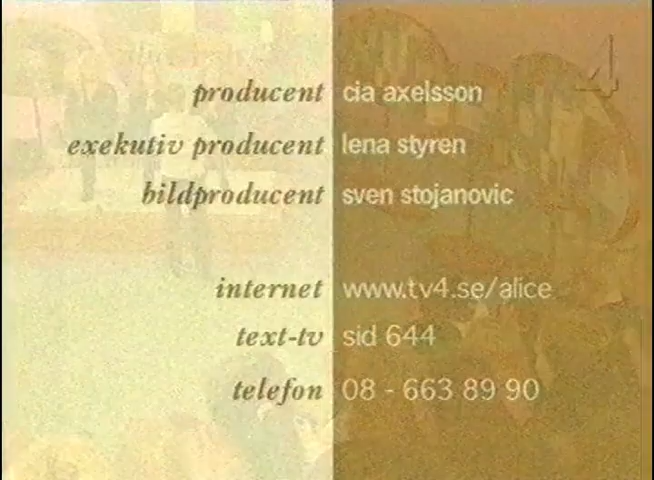 producent cia axelsson
exekutiv producent lena styren
bildproducent sven stojanovic
internet www.tv4.se/alice
text-tv sid 644
telefon 08 - 663 89 90
4